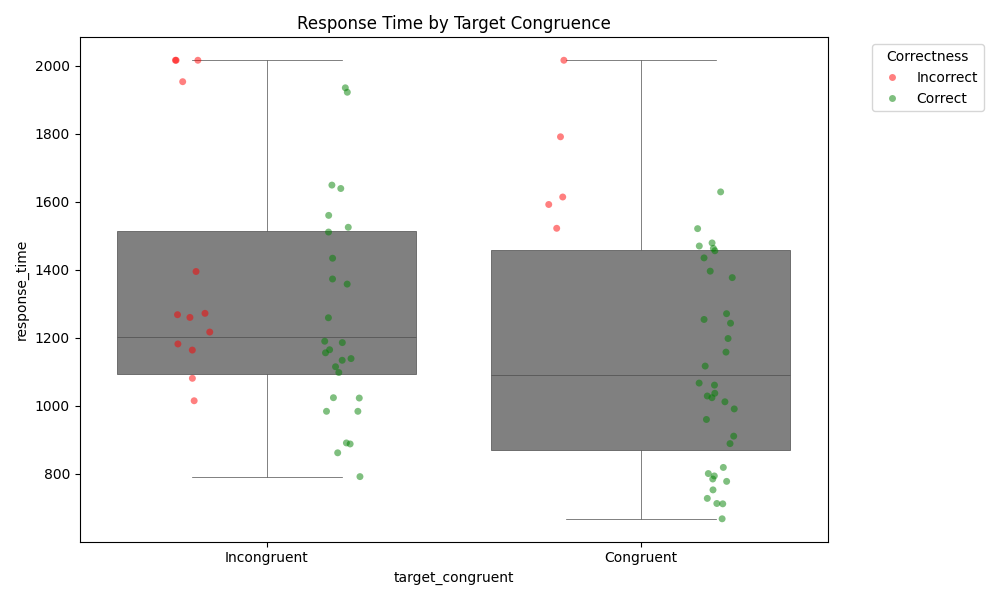 Response Time by Target Congruence
Correctness
Incorrect
Correct
response_time
2000
1800
1600
1400
1200
1000
800
Incongruent
Congruent
target_congruent